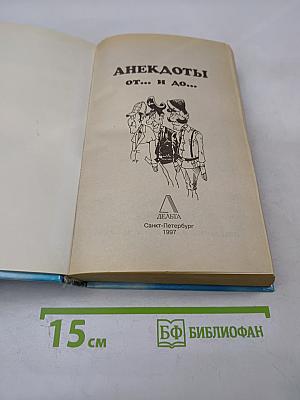 АНЕКДОТЫ
от... и до...
ДЕЛЬТА
Санкт-Петербург
1997
15 см
БФ БИБЛИОФАН